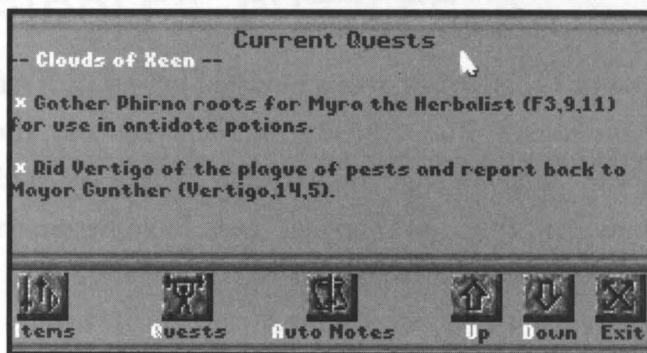 Current Quests
-- Clouds of Xeen --
x Gather Phirna roots for Myra the Herbalist (F3,9,11)
for use in antidote potions.
x Rid Vertigo of the plague of pests and report back to
Mayor Gunther (Vertigo,14,5).
Items Quests Auto Notes Up Down Exit